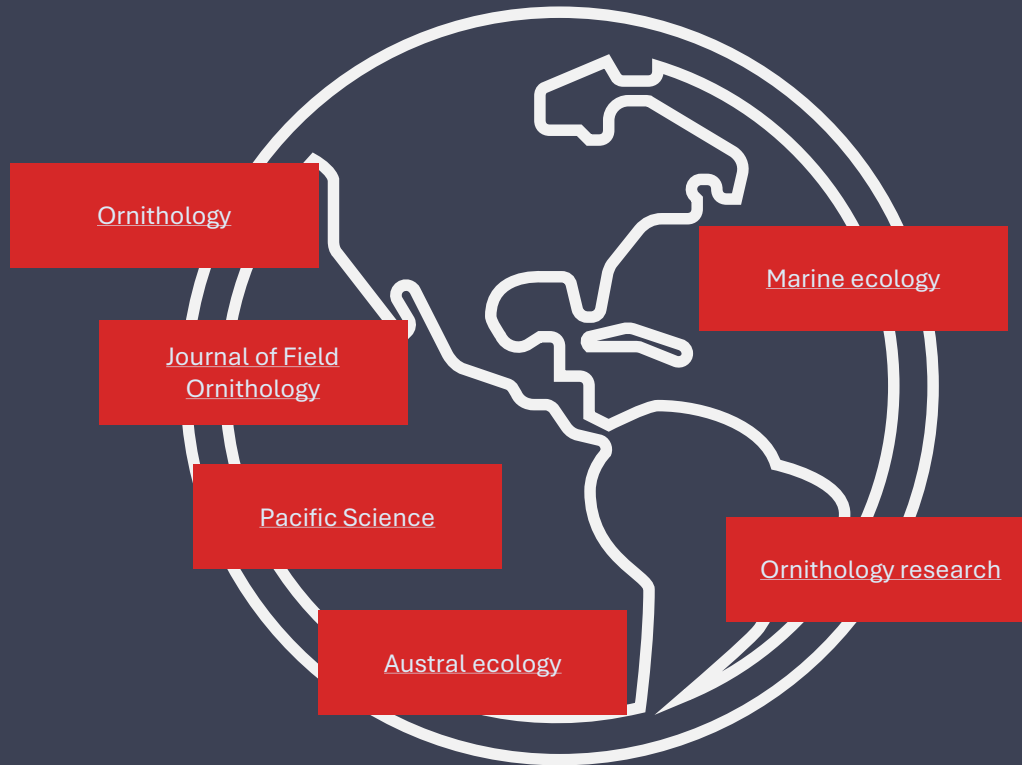 Ornithology
Marine ecology
Journal of Field
Ornithology
Pacific Science
Ornithology research
Austral ecology